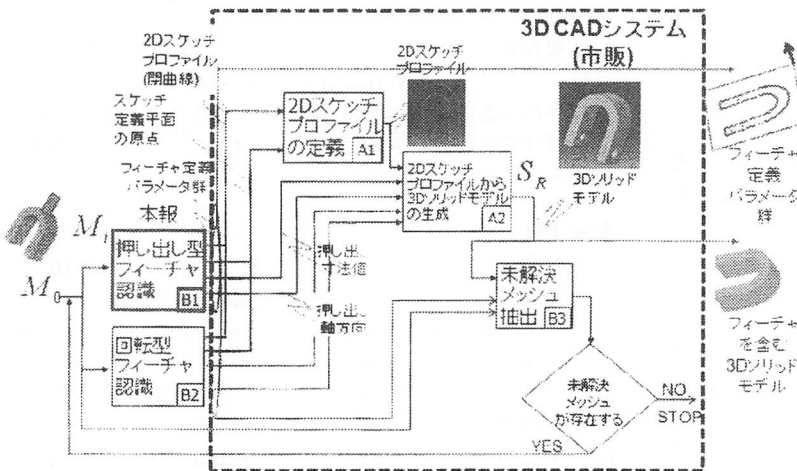 3D CADシステム
(市販)
2Dスケッチ
プロファイル
(閉曲線)
スケッチ
定義平面
の原点
フィーチャ定義
パラメータ群
本報
2Dスケッチ
プロファイル
2Dスケッチ
プロファイル
の定義 A1
2Dスケッチ
プロファイルから
3Dソリッドモデル
の生成
A2
S_R
3Dソリッド
モデル
フィーチャ
定義
パラメータ
群
M_i
M_0
押し出し型
フィーチャ
認識
B1
押し出し
寸法値
押し出し
軸方向
回転型
フィーチャ
認識
B2
未解決
メッシュ
抽出 B3
フィーチャ
を含む
3Dソリッド
モデル
未解決
メッシュ
が存在する
NO
STOP
YES